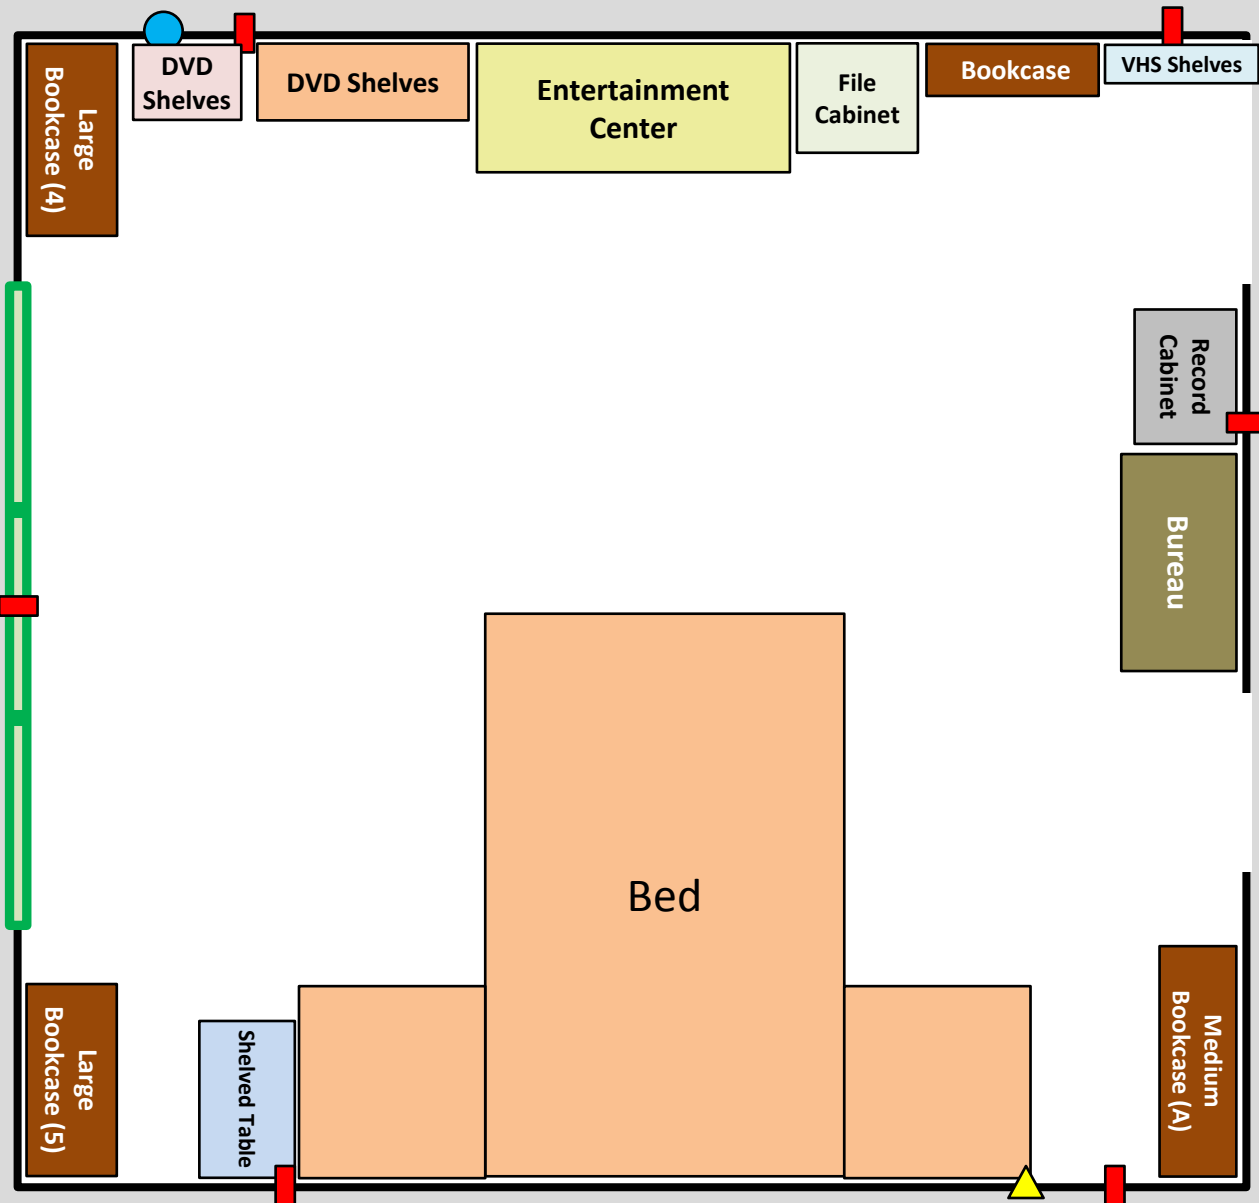 Large
Bookcase (4)
DVD
Shelves
DVD Shelves
Entertainment
Center
File
Cabinet
Bookcase
VHS Shelves
Record
Cabinet
Bureau
Bed
Large
Bookcase (5)
Shelved Table
Medium
Bookcase (A)